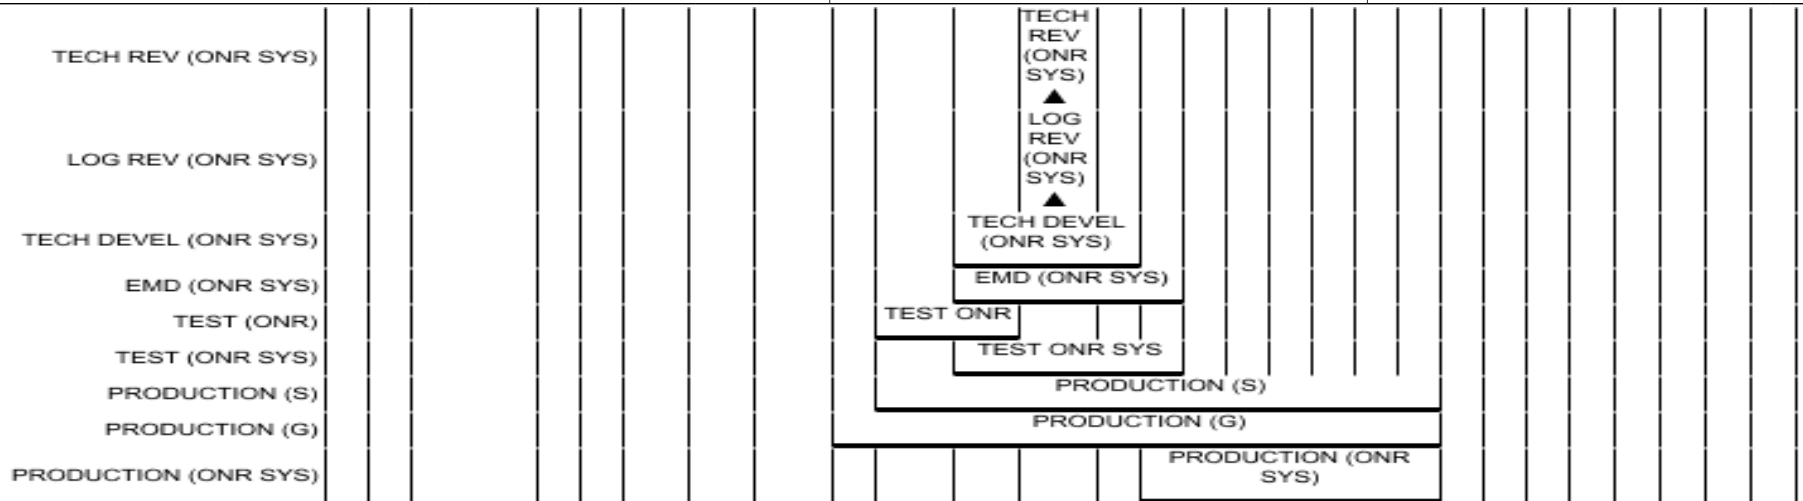 TECH REV (ONR SYS)
TECH
REV
(ONR
SYS)
LOG REV (ONR SYS)
LOG
REV
(ONR
SYS)
TECH DEVEL (ONR SYS)
TECH DEVEL
(ONR SYS)
EMD (ONR SYS)
EMD (ONR SYS)
TEST (ONR)
TEST ONR
TEST (ONR SYS)
TEST ONR SYS
PRODUCTION (S)
PRODUCTION (S)
PRODUCTION (G)
PRODUCTION (G)
PRODUCTION (ONR SYS)
PRODUCTION (ONR
SYS)